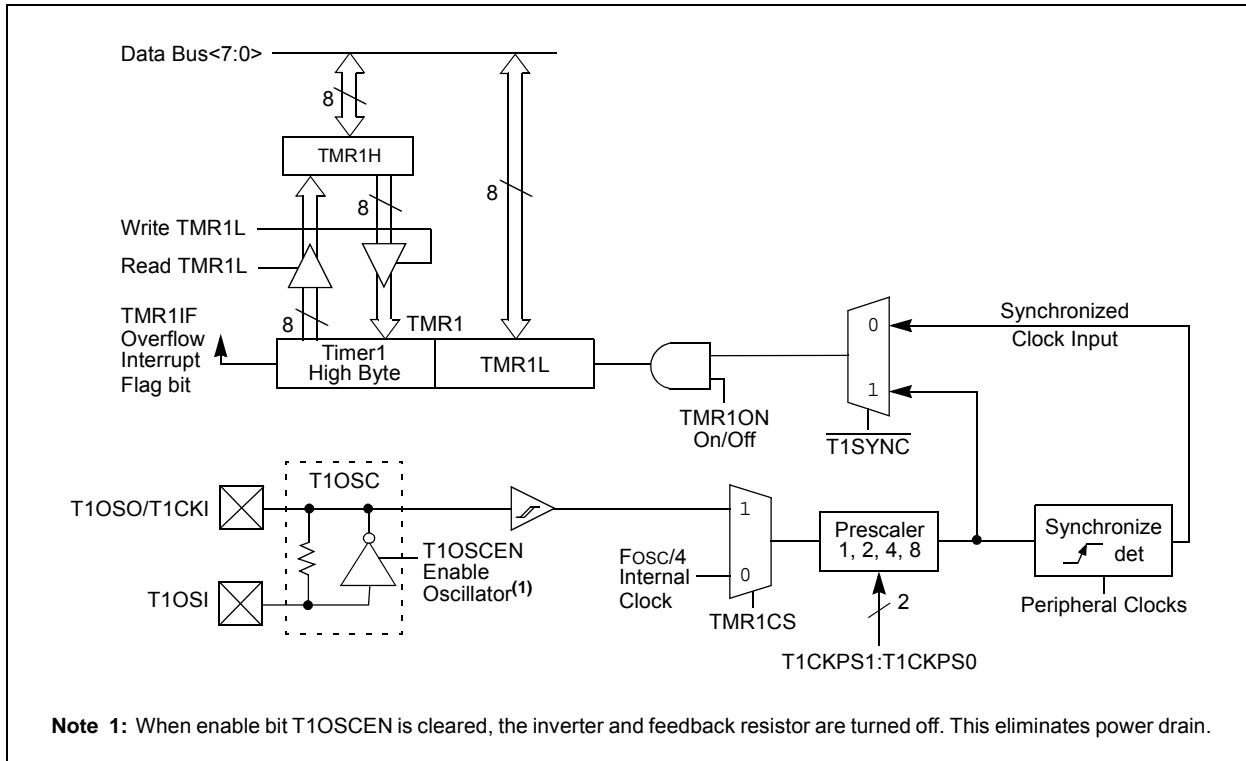 Data Bus<7:0>
8
TMR1H
8
8
Write TMR1L
Read TMR1L
8
TMR1IF
Overflow
Interrupt
Flag bit
TMR1
Timer1
High Byte
TMR1L
TMR1ON
On/Off
0
1
T1SYNC
Synchronized
Clock Input
T1OSC
T1OSO/T1CKI
T1OSI
T1OSCEN
Enable
Oscillator(1)
1
0
FOSC/4
Internal
Clock
TMR1CS
Prescaler
1, 2, 4, 8
2
T1CKPS1:T1CKPS0
Synchronize
det
Peripheral Clocks
Note 1: When enable bit T1OSCEN is cleared, the inverter and feedback resistor are turned off. This eliminates power drain.